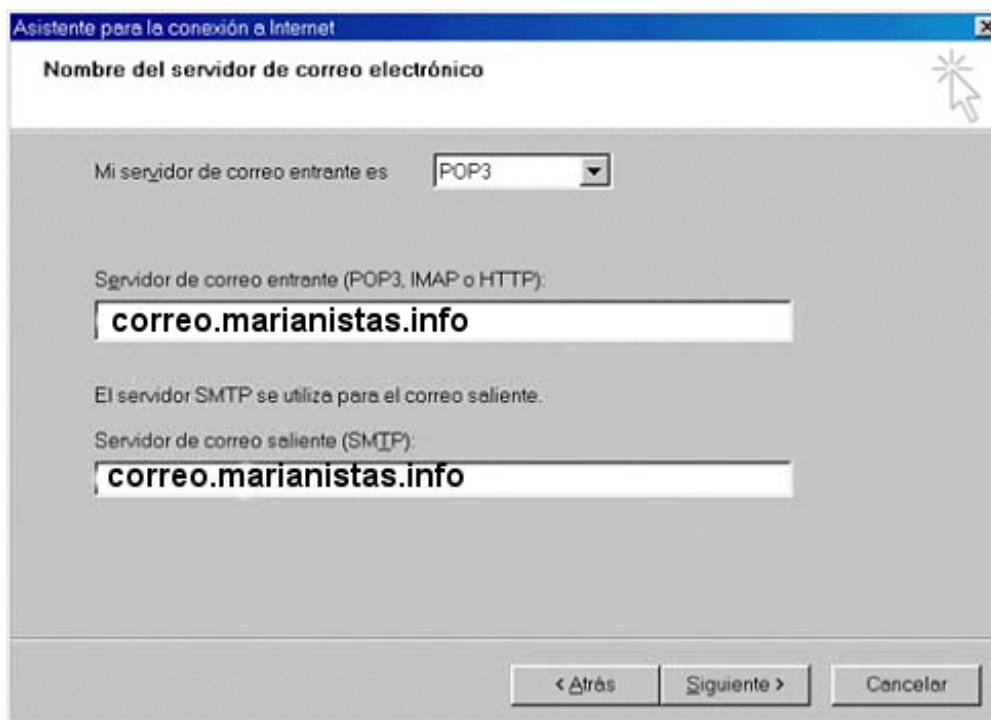 Asistente para la conexión a Internet
Nombre del servidor de correo electrónico
Mi servidor de correo entrante es POP3
Servidor de correo entrante (POP3, IMAP o HTTP):
correo.marianistas.info
El servidor SMTP se utiliza para el correo saliente.
Servidor de correo saliente (SMTP):
correo.marianistas.info
< Atrás Siguiente > Cancelar